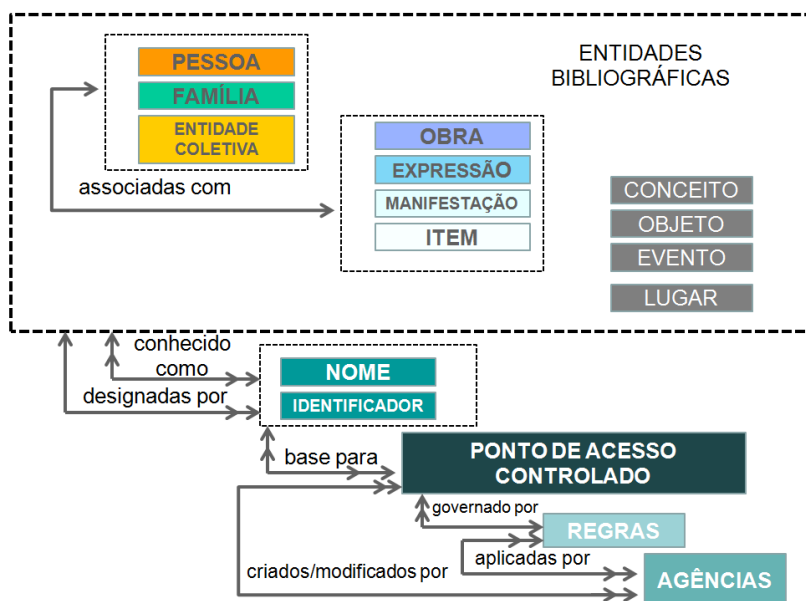 ENTIDADES
BIBLIOGRÁFICAS
PESSOA
FAMÍLIA
ENTIDADE
COLETIVA
associadas com
OBRA
EXPRESSÃO
MANIFESTAÇÃO
ITEM
CONCEITO
OBJETO
EVENTO
LUGAR
conhecido
como
designadas por
NOME
IDENTIFICADOR
base para
PONTO DE ACESSO
CONTROLADO
governado por
REGRAS
aplicadas por
criados/modificados por
AGÊNCIAS